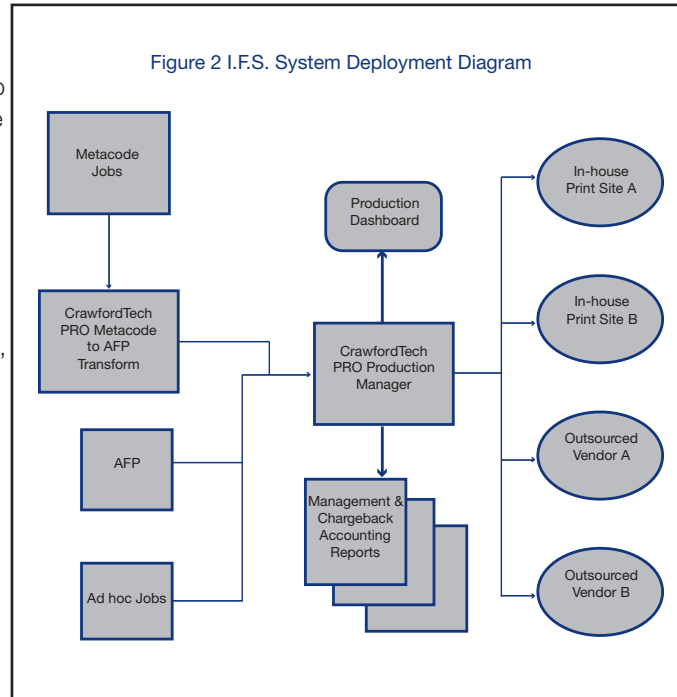 Figure 2 I.F.S. System Deployment Diagram
Metacode
Jobs
CrawfordTech
PRO Metacode
to AFP
Transform
AFP
Ad hoc Jobs
Production
Dashboard
CrawfordTech
PRO Production
Manager
Management &
Chargeback
Accounting
Reports
In-house
Print Site A
In-house
Print Site B
Outsourced
Vendor A
Outsourced
Vendor B